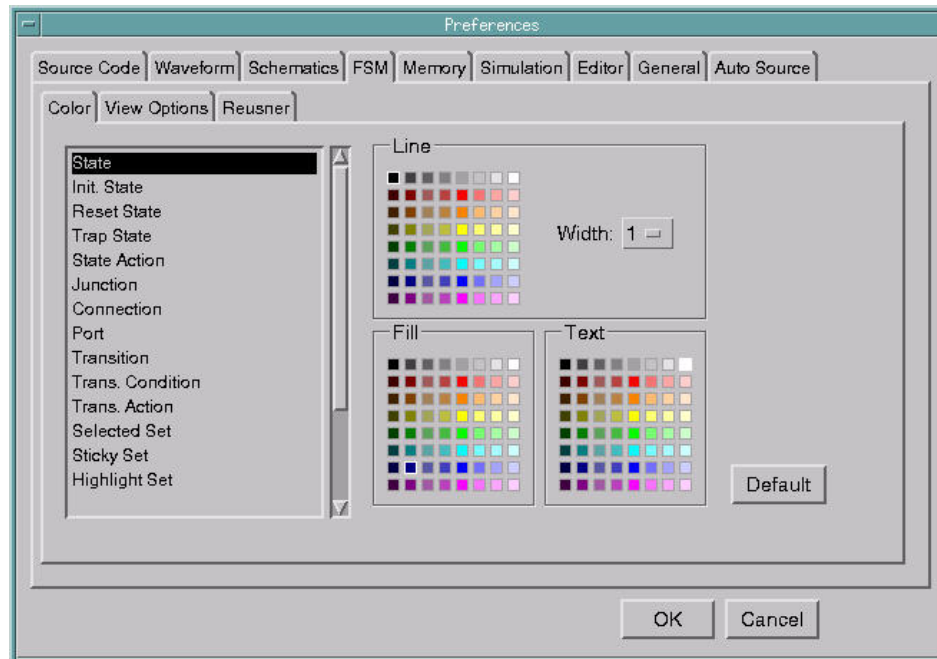 Preferences
Source Code Waveform Schematics FSM Memory Simulation Editor General Auto Source
Color View Options Reusner
State
Init. State
Reset State
Trap State
State Action
Junction
Connection
Port
Transition
Trans. Condition
Trans. Action
Selected Set
Sticky Set
Highlight Set
Line
Width: 1
Fill
Text
Default
OK
Cancel